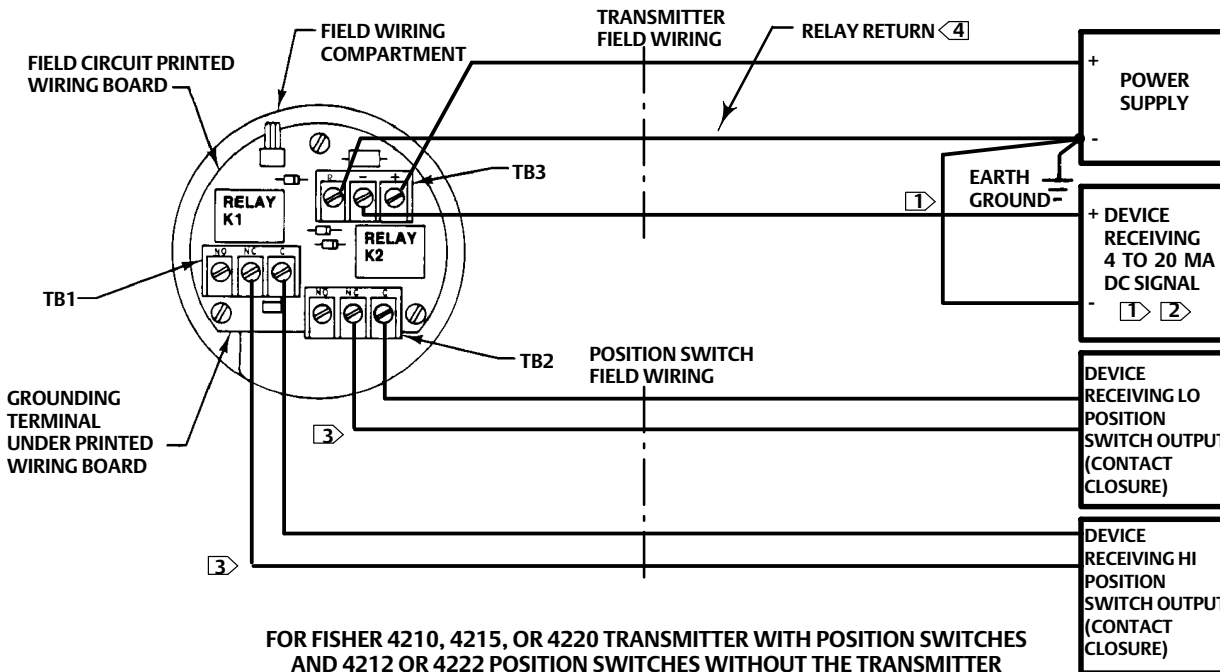 TRANSMITTER
FIELD WIRING
RELAY RETURN 4
FIELD WIRING
COMPARTMENT
FIELD CIRCUIT PRINTED
WIRING BOARD
+
POWER
SUPPLY
-
TB3
R - +
EARTH
GROUND
1
RELAY
K1
RELAY
K2
+ DEVICE
RECEIVING
4 TO 20 MA
DC SIGNAL
-
1 2
NO NC C
TB1
NO NC C
TB2
POSITION SWITCH
FIELD WIRING
GROUNDING
TERMINAL
UNDER PRINTED
WIRING BOARD
3
DEVICE
RECEIVING LO
POSITION
SWITCH OUTPUT
(CONTACT
CLOSURE)
3
DEVICE
RECEIVING HI
POSITION
SWITCH OUTPUT
(CONTACT
CLOSURE)
FOR FISHER 4210, 4215, OR 4220 TRANSMITTER WITH POSITION SWITCHES
AND 4212 OR 4222 POSITION SWITCHES WITHOUT THE TRANSMITTER